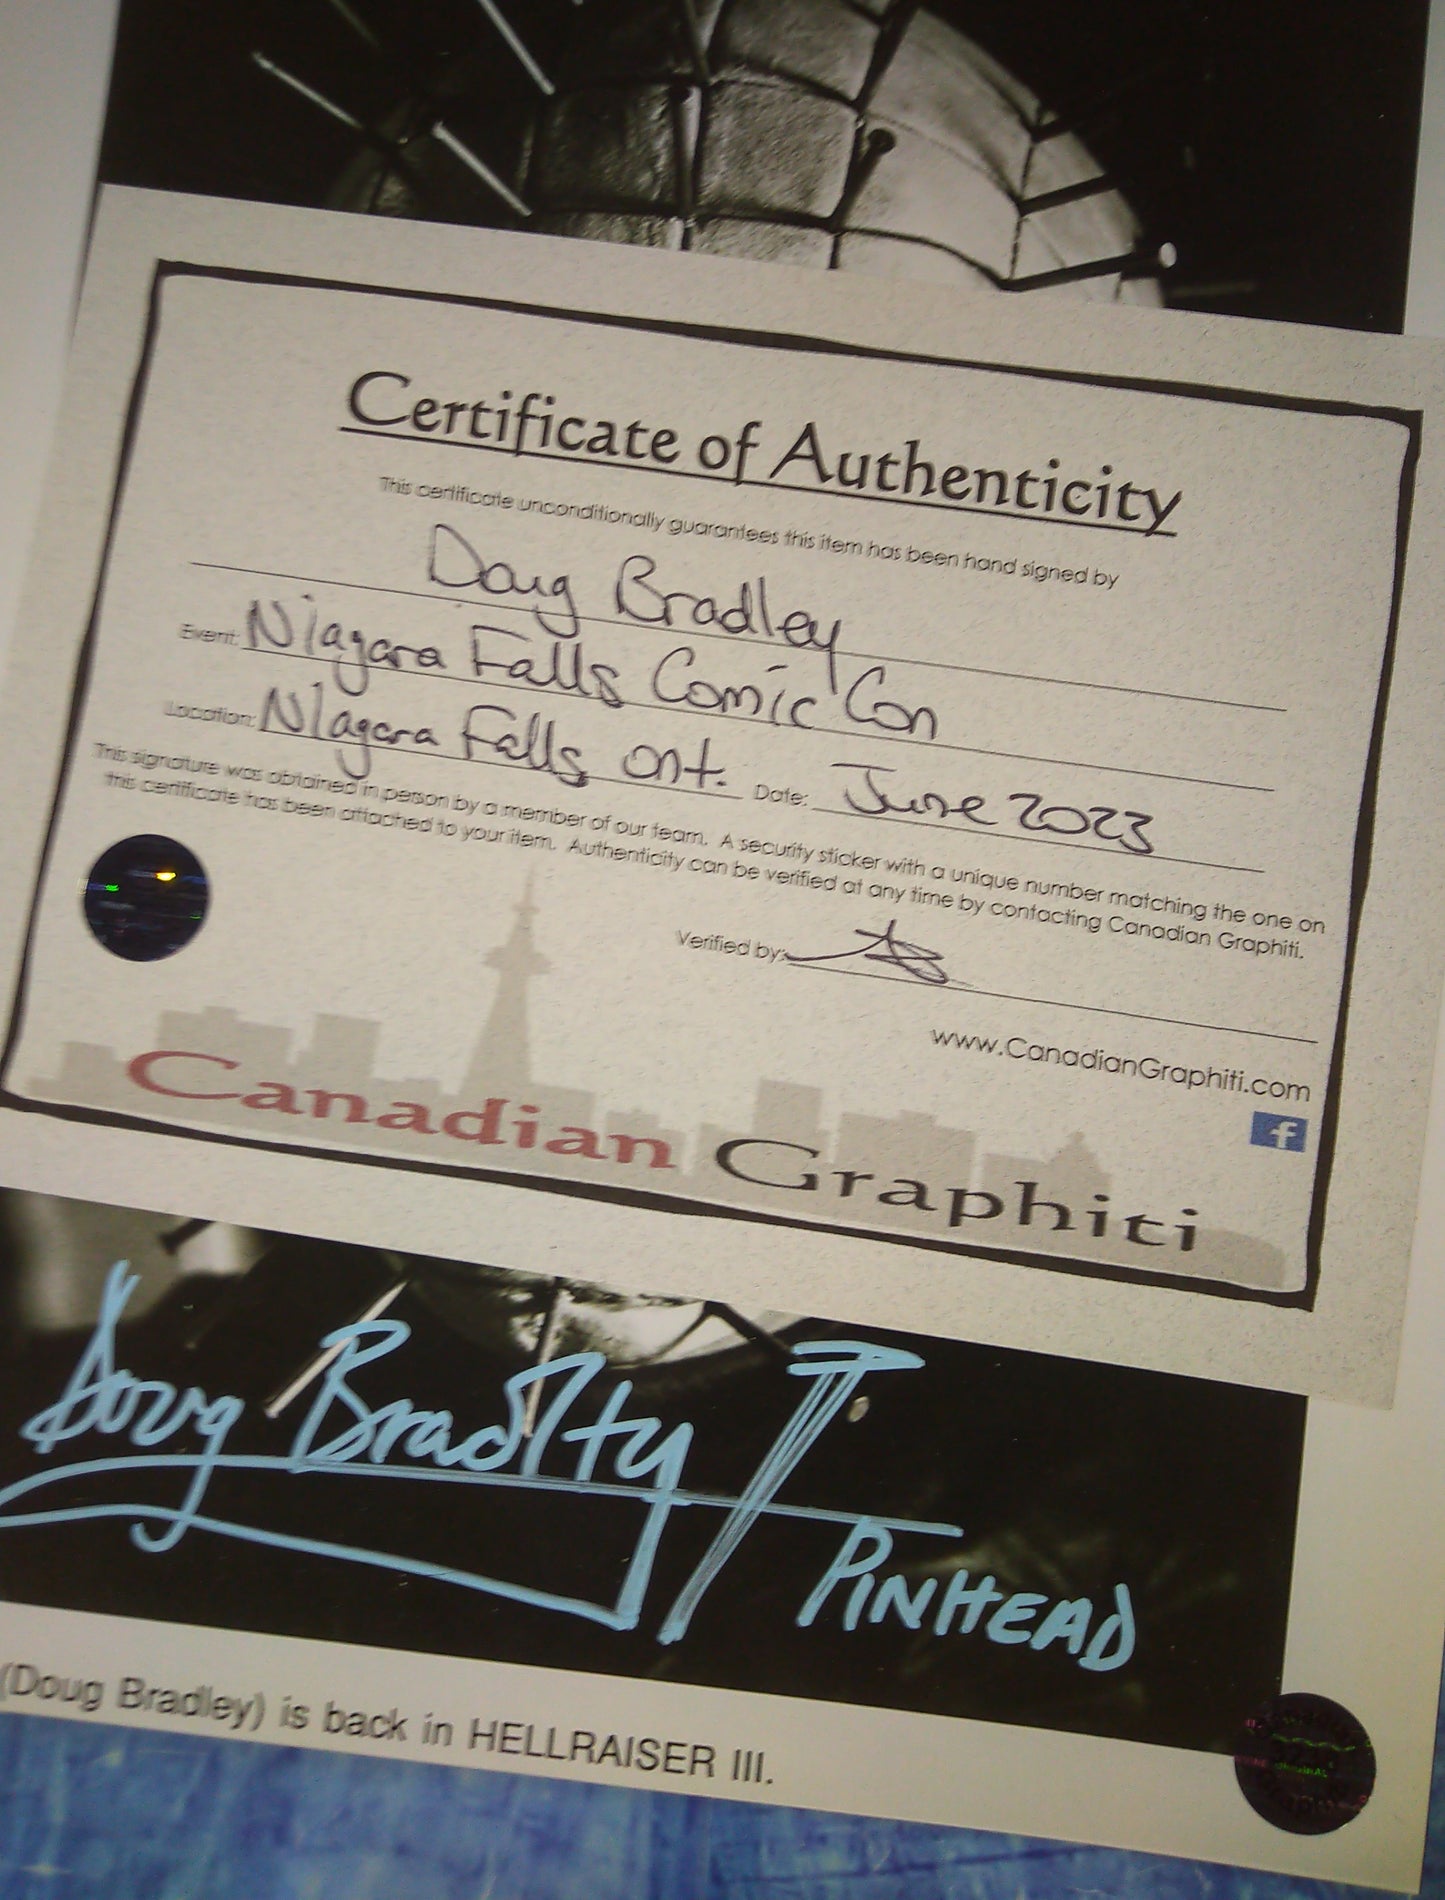 Certificate of Authenticity
This certificate unconditionally guarantees this item has been hand signed by
Doug Bradley
Event: Niagara Falls Comic Con
Location: Niagara Falls ont. Date: June 2023
This signature was obtained in person by a member of our team. A security sticker with a unique number matching the one on
this certificate has been attached to your item. Authenticity can be verified at any time by contacting Canadian Graphiti.
Verified by:
www.CanadianGraphiti.com
f
Canadian Graphiti
Doug Bradley
PINHEAD
(Doug Bradley) is back in HELLRAISER III.